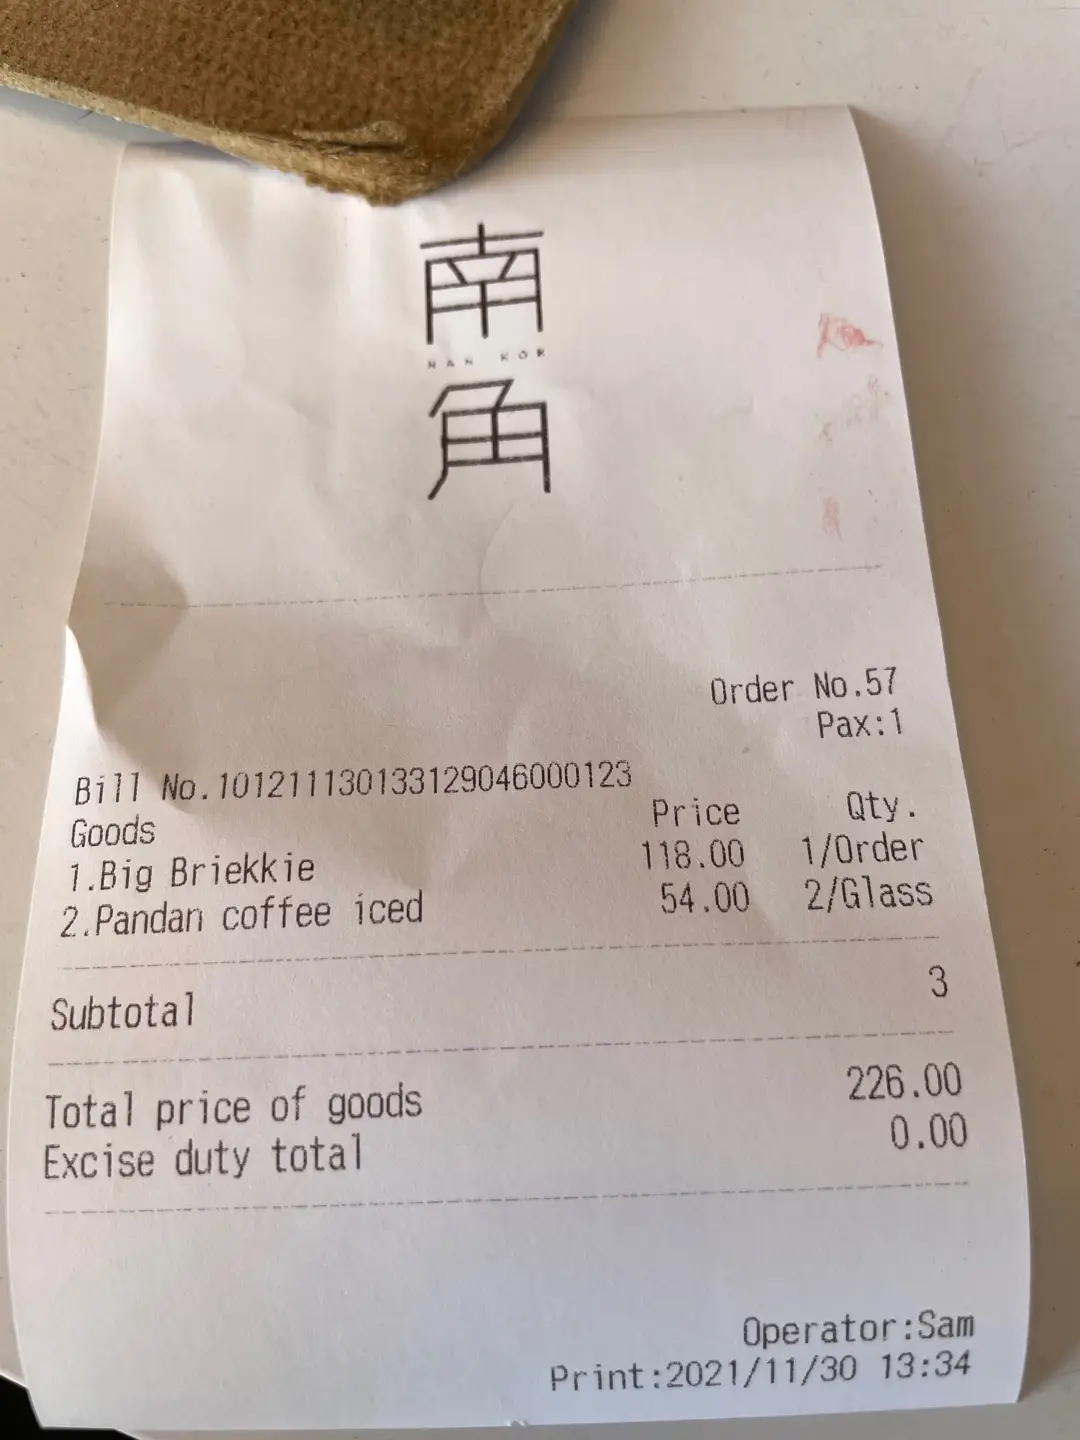 南
NAN KOK
角
Order No.57
Pax:1
Bill No.101211130133129046000123
Goods Price Qty.
1.Big Briekkie 118.00 1/Order
2.Pandan coffee iced 54.00 2/Glass
Subtotal 3
Total price of goods 226.00
Excise duty total 0.00
Operator:Sam
Print:2021/11/30 13:34